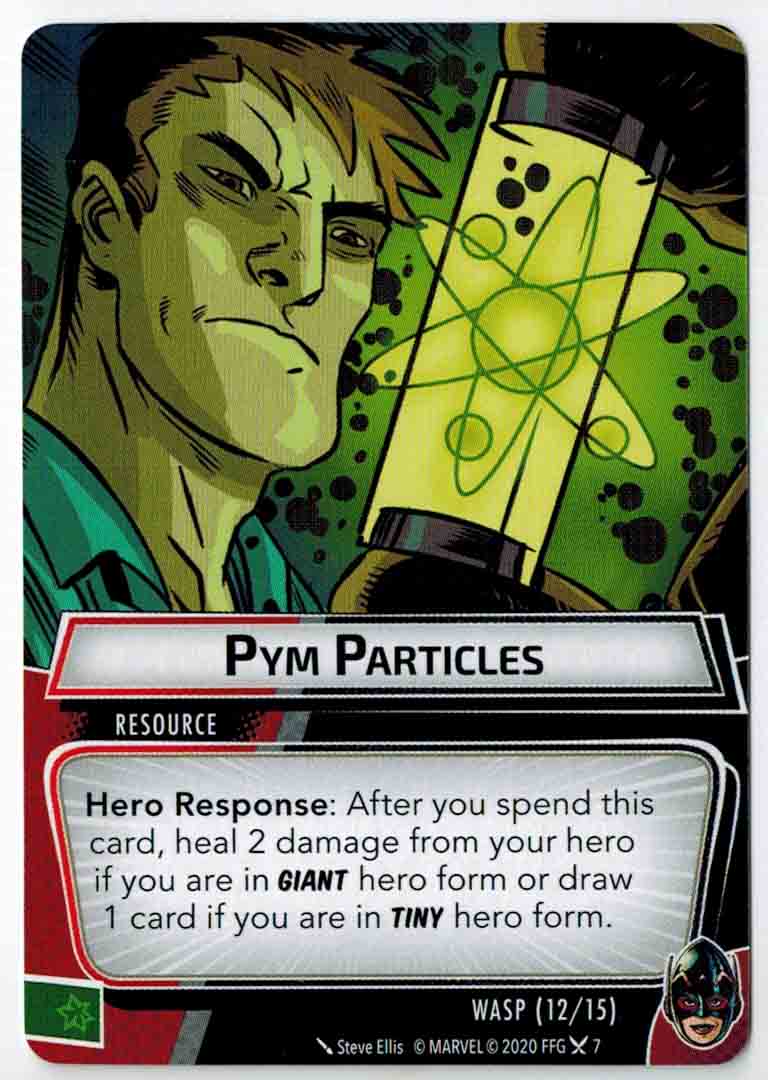 PYM PARTICLES
RESOURCE
Hero Response: After you spend this
card, heal 2 damage from your hero
if you are in GIANT hero form or draw
1 card if you are in TINY hero form.
WASP (12/15)
Steve Ellis © MARVEL © 2020 FFG 7